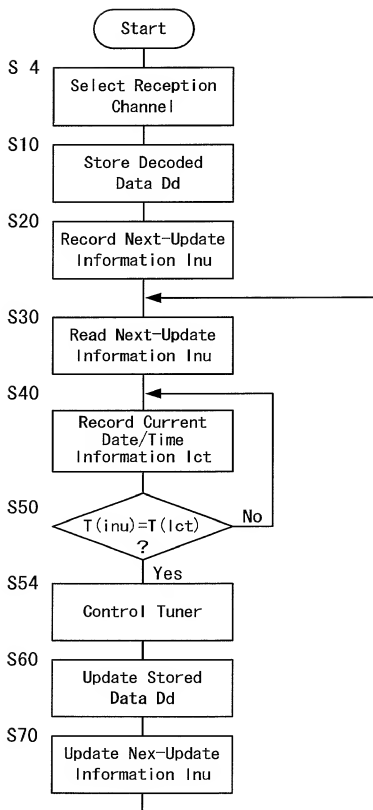 Start
S 4
Select Reception
Channel
S10
Store Decoded
Data Dd
S20
Record Next-Update
Information Inu
S30
Read Next-Update
Information Inu
S40
Record Current
Date/Time
Information Ict
S50
T(inu)=T(Ict)
?
No
Yes
S54
Control Tuner
S60
Update Stored
Data Dd
S70
Update Nex-Update
Information Inu